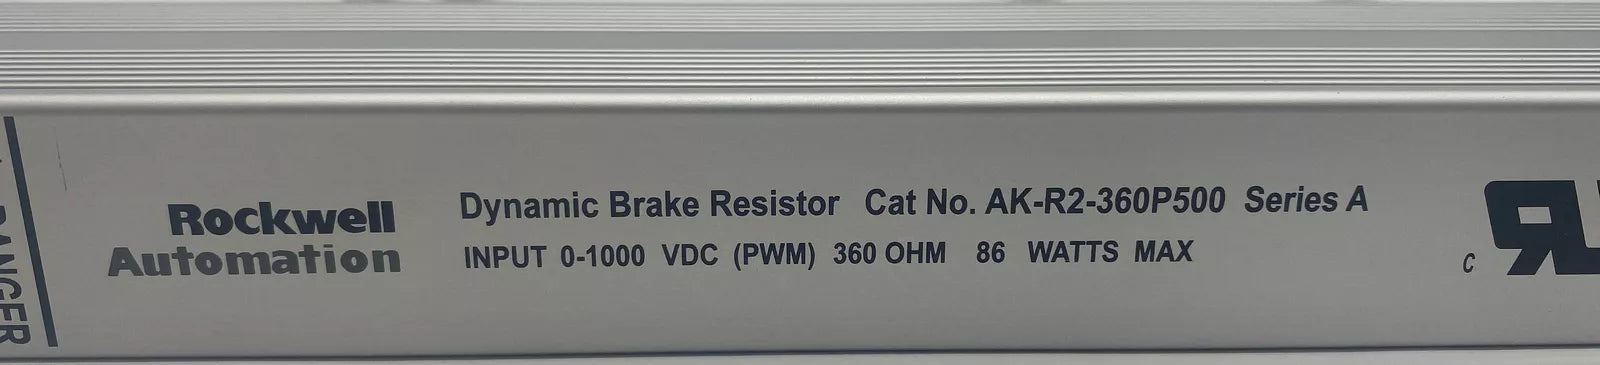 DANGER
Rockwell
Automation
Dynamic Brake Resistor Cat No. AK-R2-360P500 Series A
INPUT 0-1000 VDC (PWM) 360 OHM 86 WATTS MAX
C